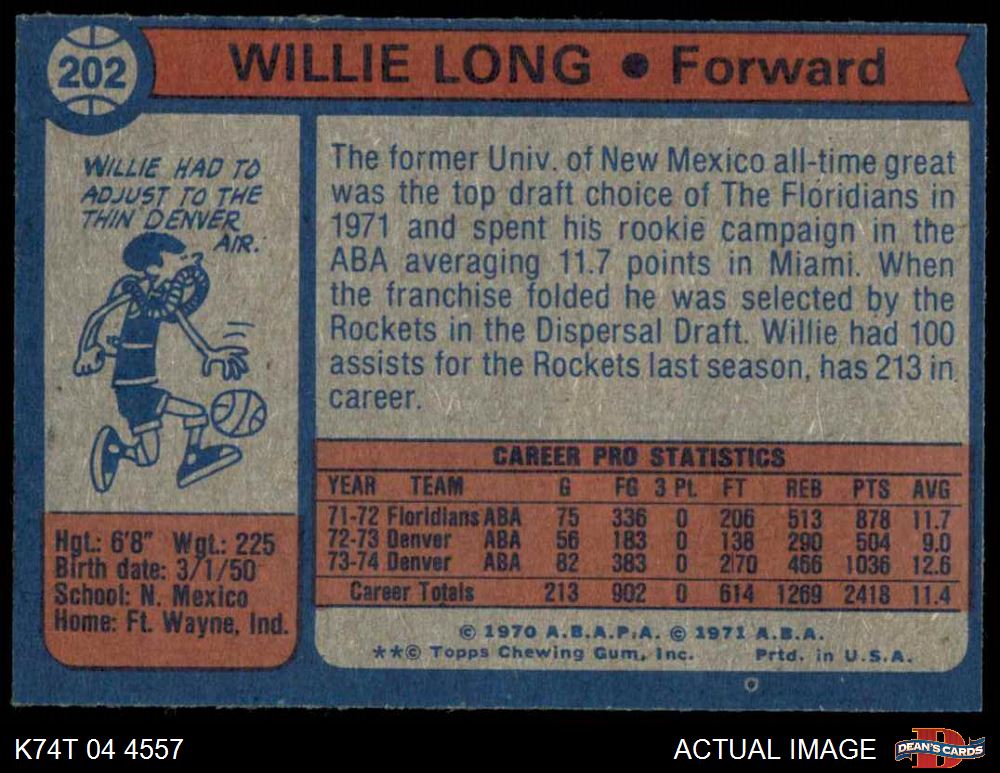 202
WILLIE LONG • Forward
WILLIE HAD TO
ADJUST TO THE
THIN DENVER
AIR.
The former Univ. of New Mexico all-time great
was the top draft choice of The Floridians in
1971 and spent his rookie campaign in the
ABA averaging 11.7 points in Miami. When
the franchise folded he was selected by the
Rockets in the Dispersal Draft. Willie had 100
assists for the Rockets last season, has 213 in
career.
Hgt.: 6'8" Wgt.: 225
Birth date: 3/1/50
School: N. Mexico
Home: Ft. Wayne, Ind.
CAREER PRO STATISTICS
YEAR TEAM G FG 3 Pt. FT REB PTS AVG
71-72 Floridians ABA 75 336 0 206 513 878 11.7
72-73 Denver ABA 56 183 0 138 290 504 9.0
73-74 Denver ABA 82 383 0 270 466 1036 12.6
Career Totals 213 902 0 614 1269 2418 11.4
© 1970 A.B.A.P.A. © 1971 A.B.A.
**© Topps Chewing Gum, Inc. Prtd. in U.S.A.
K74T 04 4557
ACTUAL IMAGE
DEAN'S CARDS